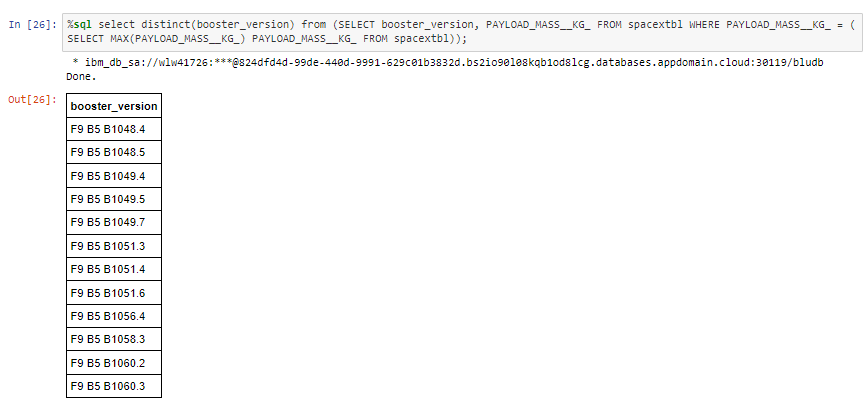 In [26]: %sql select distinct(booster_version) from (SELECT booster_version, PAYLOAD_MASS__KG_ FROM spacextbl WHERE PAYLOAD_MASS__KG_ = (
SELECT MAX(PAYLOAD_MASS__KG_) PAYLOAD_MASS__KG_ FROM spacextbl));
* ibm_db_sa://wlw41726:***@824dfd4d-99de-440d-9991-629c01b3832d.bs2io90l08kqb1od8lcg.databases.appdomain.cloud:30119/bludb
Done.
Out[26]:
booster_version
F9 B5 B1048.4
F9 B5 B1048.5
F9 B5 B1049.4
F9 B5 B1049.5
F9 B5 B1049.7
F9 B5 B1051.3
F9 B5 B1051.4
F9 B5 B1051.6
F9 B5 B1056.4
F9 B5 B1058.3
F9 B5 B1060.2
F9 B5 B1060.3